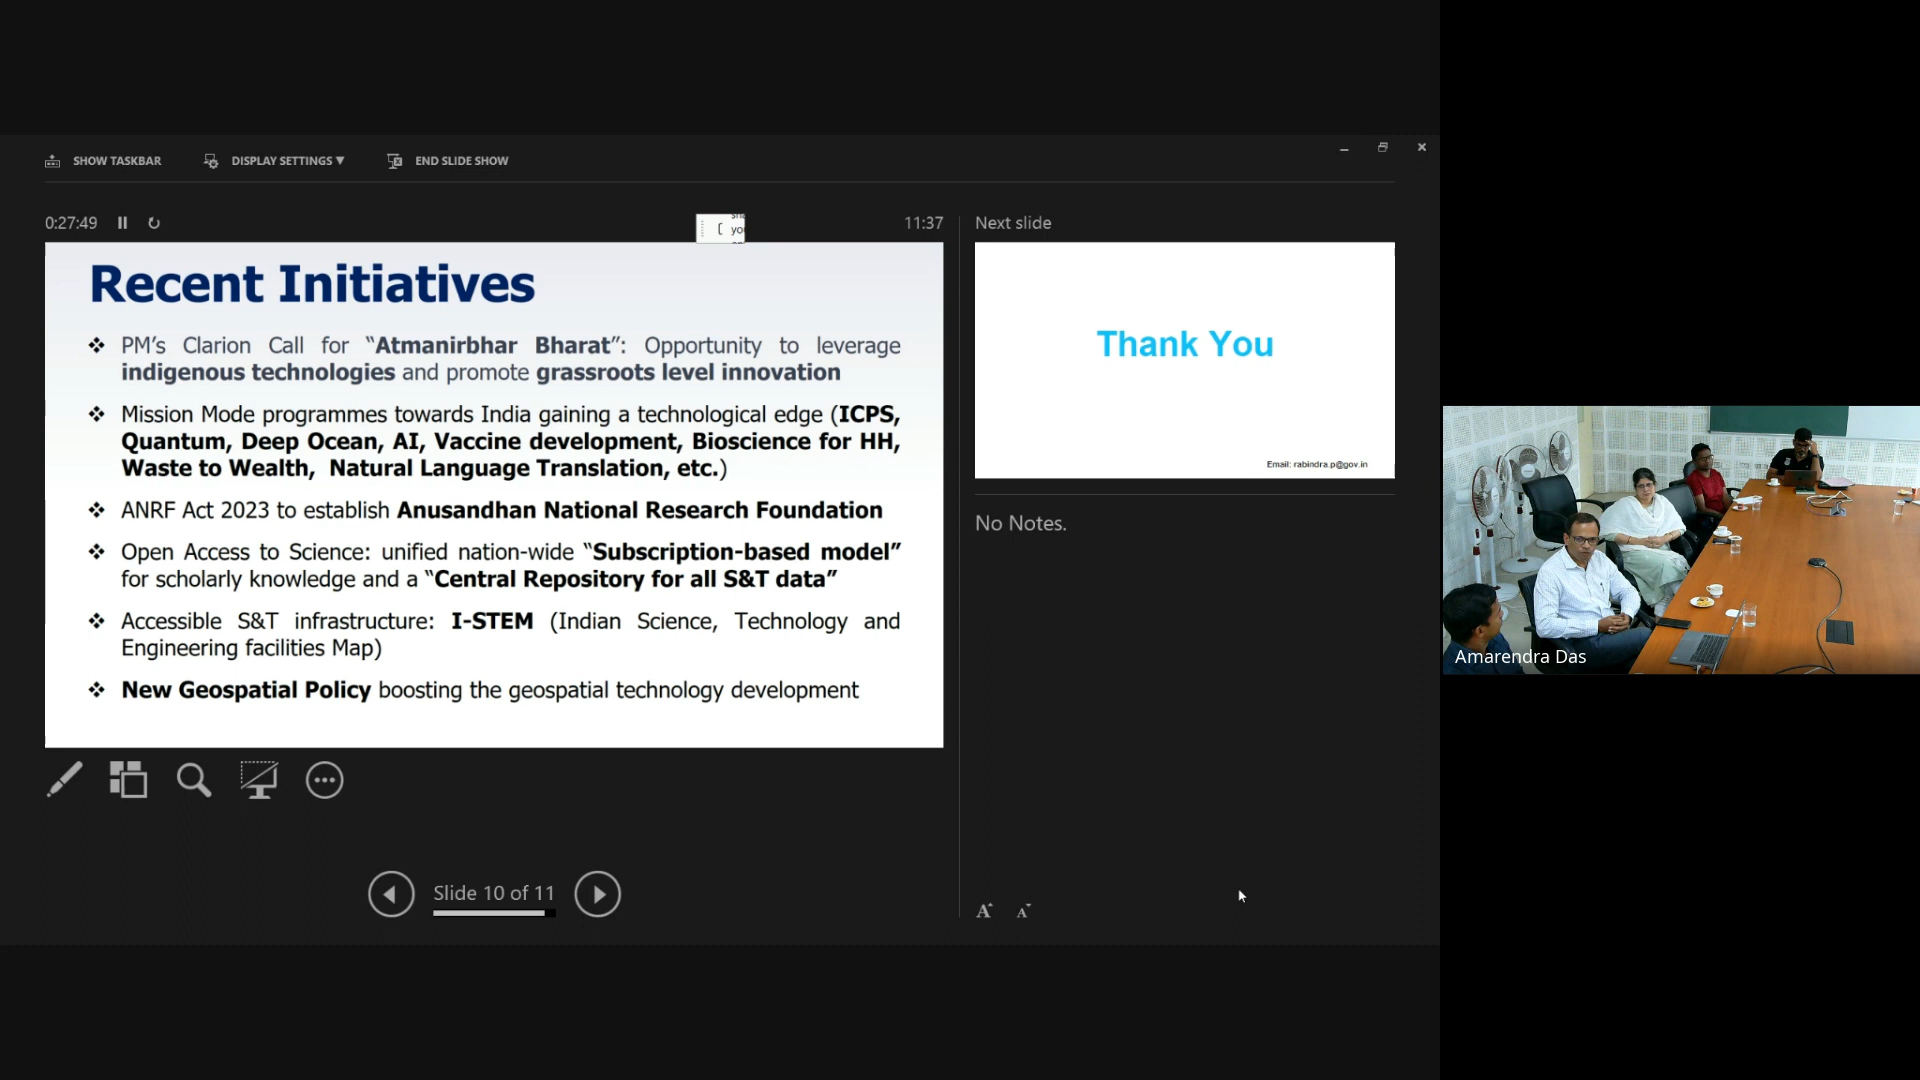 SHOW TASKBAR
DISPLAY SETTINGS ▼
END SLIDE SHOW
0:27:49
11:37
Recent Initiatives
❖ PM's Clarion Call for "Atmanirbhar Bharat": Opportunity to leverage
indigenous technologies and promote grassroots level innovation
❖ Mission Mode programmes towards India gaining a technological edge (ICPS,
Quantum, Deep Ocean, AI, Vaccine development, Bioscience for HH,
Waste to Wealth, Natural Language Translation, etc.)
❖ ANRF Act 2023 to establish Anusandhan National Research Foundation
❖ Open Access to Science: unified nation-wide "Subscription-based model"
for scholarly knowledge and a "Central Repository for all S&T data"
❖ Accessible S&T infrastructure: I-STEM (Indian Science, Technology and
Engineering facilities Map)
❖ New Geospatial Policy boosting the geospatial technology development
Slide 10 of 11
Next slide
Thank You
Email: rabindra.p@gov.in
No Notes.
A A
Amarendra Das